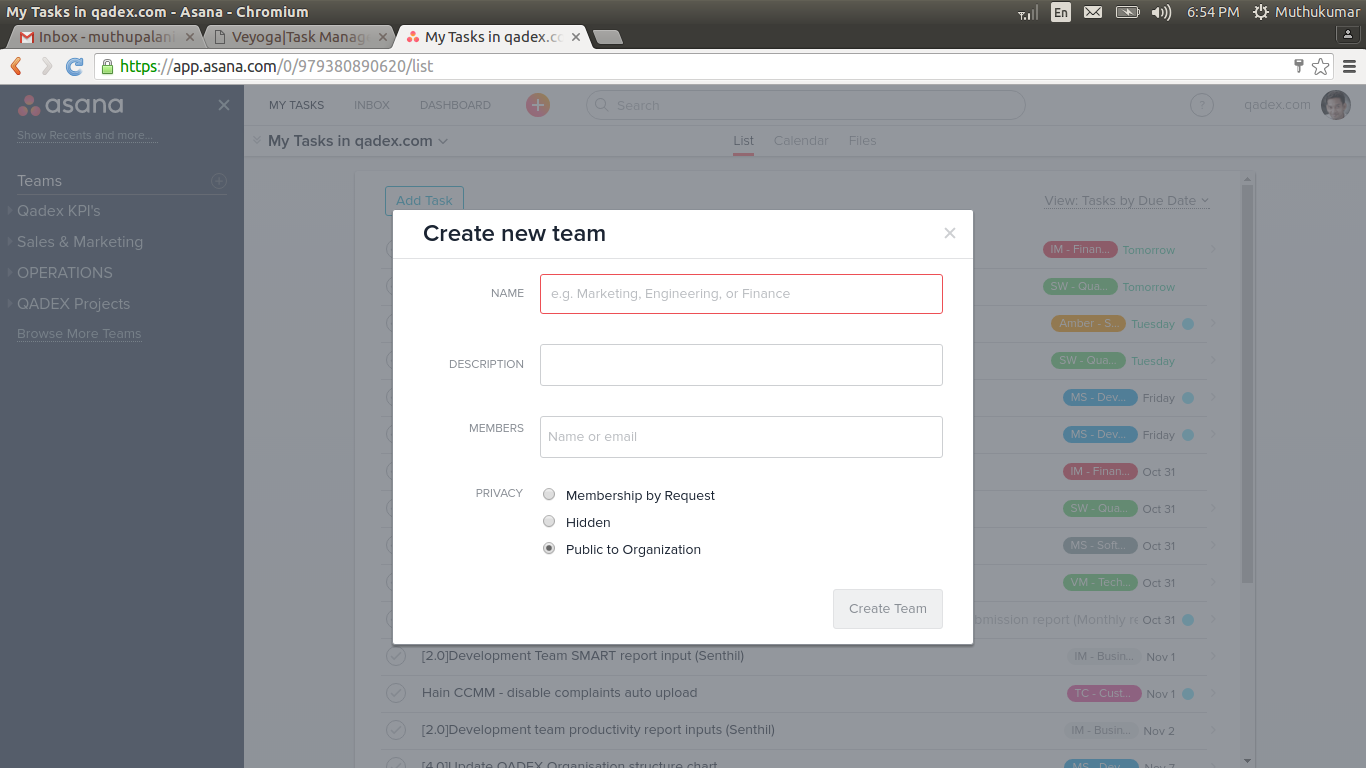 My Tasks in qadex.com - Asana - Chromium
En
6:54 PM
Muthukumar
Inbox - muthupalani
Veyoga|Task Manage
My Tasks in qadex.co
https://app.asana.com/0/979380890620/list
asana
Show Recents and more...
MY TASKS
INBOX
DASHBOARD
Search
?
qadex.com
My Tasks in qadex.com
List
Calendar
Files
Teams
Qadex KPI's
Sales & Marketing
OPERATIONS
QADEX Projects
Browse More Teams
Add Task
View: Tasks by Due Date
Create new team
NAME
e.g. Marketing, Engineering, or Finance
DESCRIPTION
MEMBERS
Name or email
PRIVACY
Membership by Request
Hidden
Public to Organization
Create Team
IM - Finan... Tomorrow
SW - Qua... Tomorrow
Amber - S... Tuesday
SW - Qua... Tuesday
MS - Dev... Friday
MS - Dev... Friday
IM - Finan... Oct 31
SW - Qua... Oct 31
MS - Soft... Oct 31
VM - Tech... Oct 31
omission report (Monthly re Oct 31
[2.0]Development Team SMART report input (Senthil) IM - Busin... Nov 1
Hain CCMM - disable complaints auto upload TC - Cust... Nov 1
[2.0]Development team productivity report inputs (Senthil) IM - Busin... Nov 2
[4.0]Update QADEX Organisation structure chart MS - Dev... Nov 7